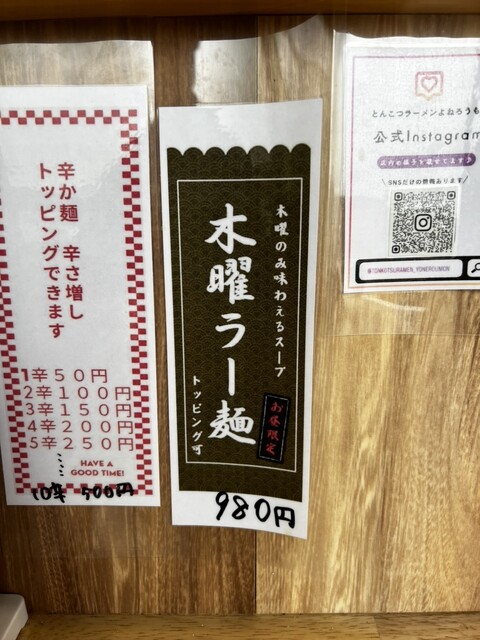 辛か麺 辛さ増し
トッピングできます
1辛50円
2辛100円
3辛150円
4辛200円
5辛250円
HAVE A
GOOD TIME!
10辛 500円
木曜のみ味わえるスープ
木曜ラー麺
トッピング可
お昼限定
980円
とんこつラーメンよねろうも
公式Instagram
\ SNSだけの情報あります /
@TONKOTSURAMEN_YONEROUMON